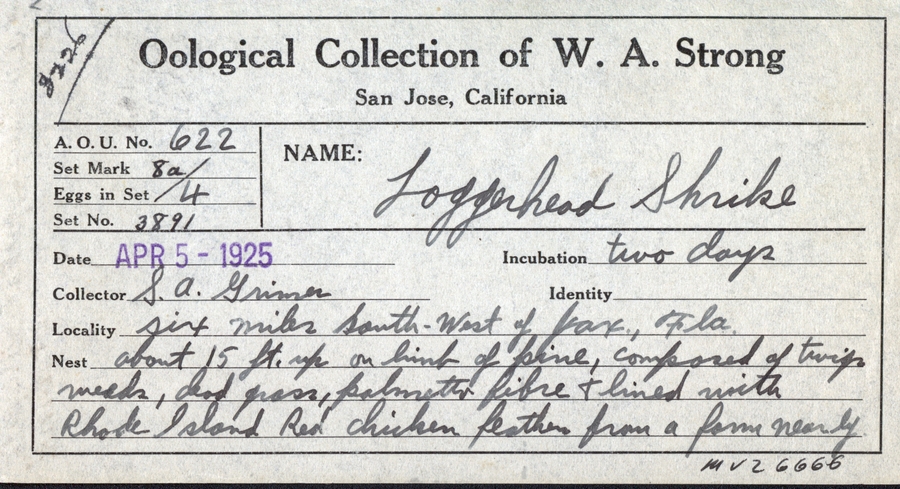 8226
Oological Collection of W. A. Strong
San Jose, California
A. O. U. No. 622
Set Mark 8a/
Eggs in Set 4
Set No. 3891
NAME: Loggerhead Shrike
Date APR 5 - 1925
Incubation two days
Collector S. A. Grimes
Identity
Locality six miles South-West of Jax., Fla.
Nest about 15 ft. up on limb of pine, composed of twigs
weeds, dead grass, palmetto fibre & lined with
Rhode Island Red chicken feathers from a farm nearby
MVZ 6666